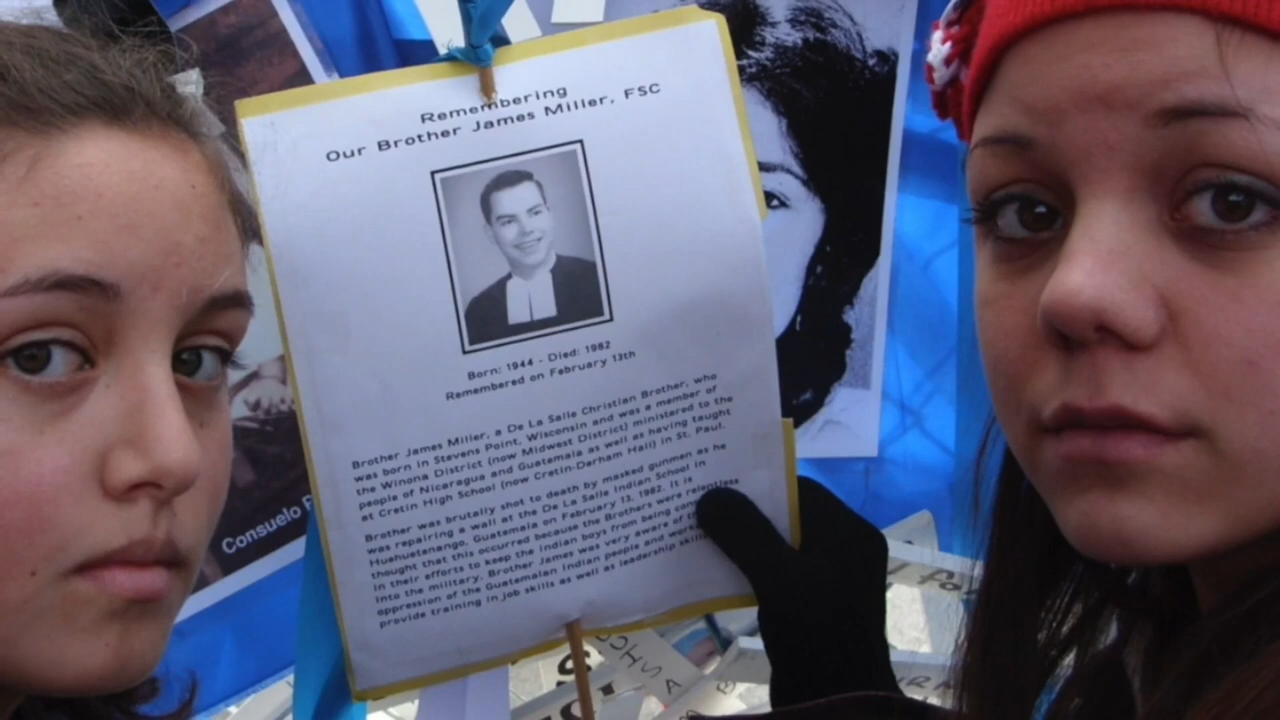 Remembering
Our Brother James Miller, FSC
Born: 1944 - Died: 1982
Remembered on February 13th
Brother James Miller, a De La Salle Christian Brother, who
was born in Stevens Point, Wisconsin and was a member of
the Winona District (now Midwest District) ministered to the
people of Nicaragua and Guatemala as well as having taught
at Cretin High School (now Cretin-Derham Hall) in St. Paul.
Brother was brutally shot to death by masked gunmen as he
was repairing a wall at the De La Salle Indian School in
Huehuetenango, Guatemala on February 13, 1982. It is
thought that this occurred because the Brothers were relentless
in their efforts to keep the Indian boys from being
into the military. Brother James was very aware of
oppression of the Guatemalan Indian people and
provide training in job skills as well as leadership skills
Consuelo